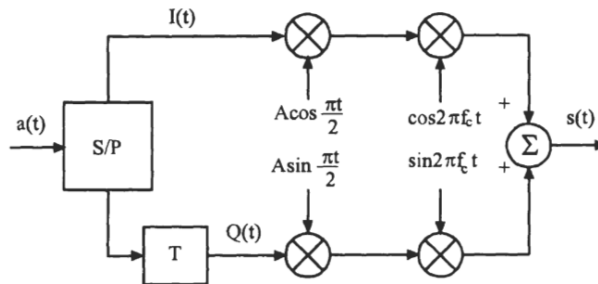 I(t)
a(t)
S/P
Acos πt/2
cos2πf_c t
+
s(t)
Σ
Asin πt/2
sin2πf_c t
+
Q(t)
T